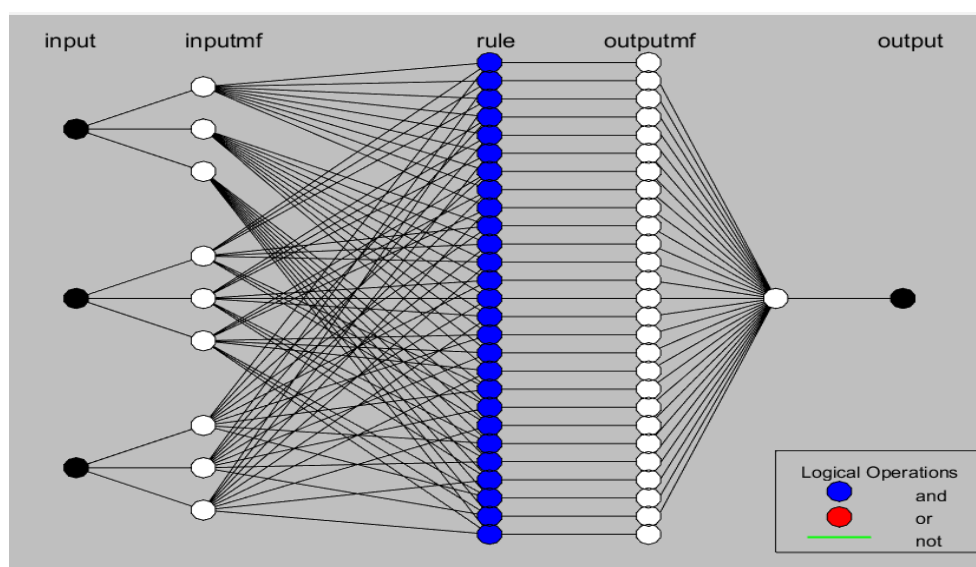 input inputmf rule outputmf output
Logical Operations
and
or
not